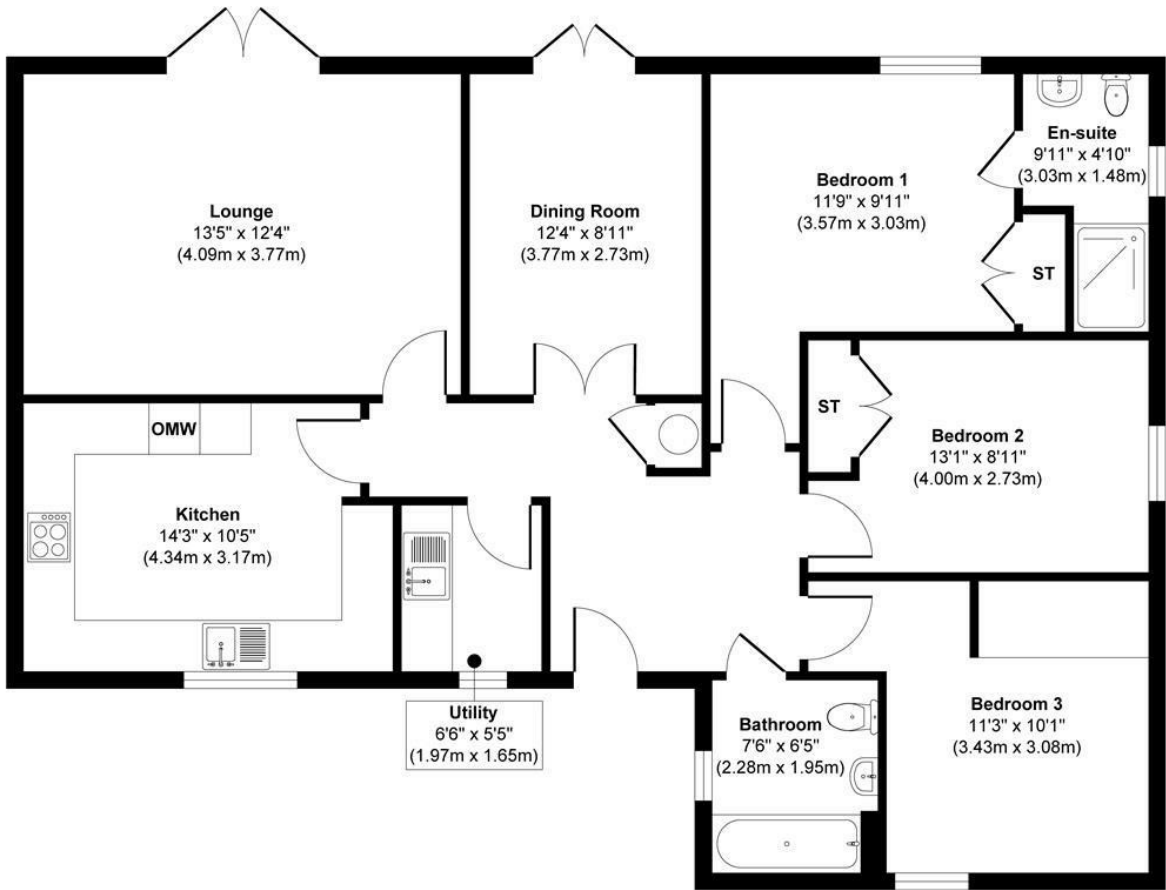 Lounge
13'5" x 12'4"
(4.09m x 3.77m)
Dining Room
12'4" x 8'11"
(3.77m x 2.73m)
Bedroom 1
11'9" x 9'11"
(3.57m x 3.03m)
En-suite
9'11" x 4'10"
(3.03m x 1.48m)
ST
ST
Bedroom 2
13'1" x 8'11"
(4.00m x 2.73m)
OMW
Kitchen
14'3" x 10'5"
(4.34m x 3.17m)
Utility
6'6" x 5'5"
(1.97m x 1.65m)
Bathroom
7'6" x 6'5"
(2.28m x 1.95m)
Bedroom 3
11'3" x 10'1"
(3.43m x 3.08m)